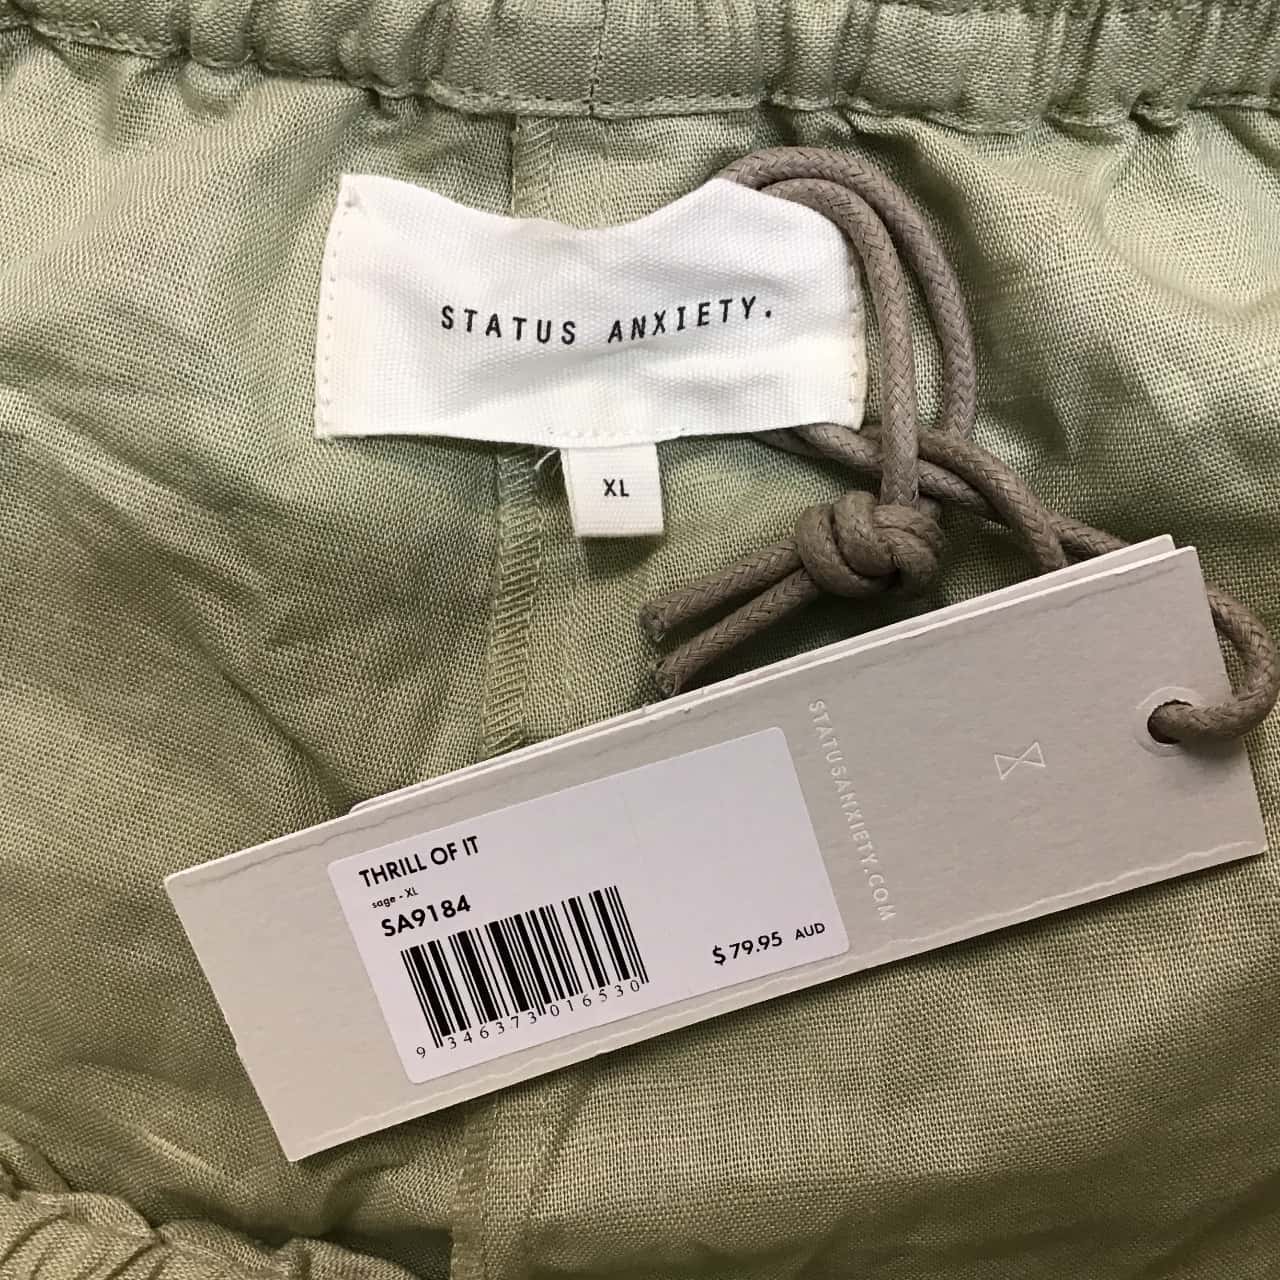 STATUS ANXIETY.
XL
STATUSANXIETY.COM
THRILL OF IT
sage - XL
SA9184
$79.95 AUD
9 346373 016530